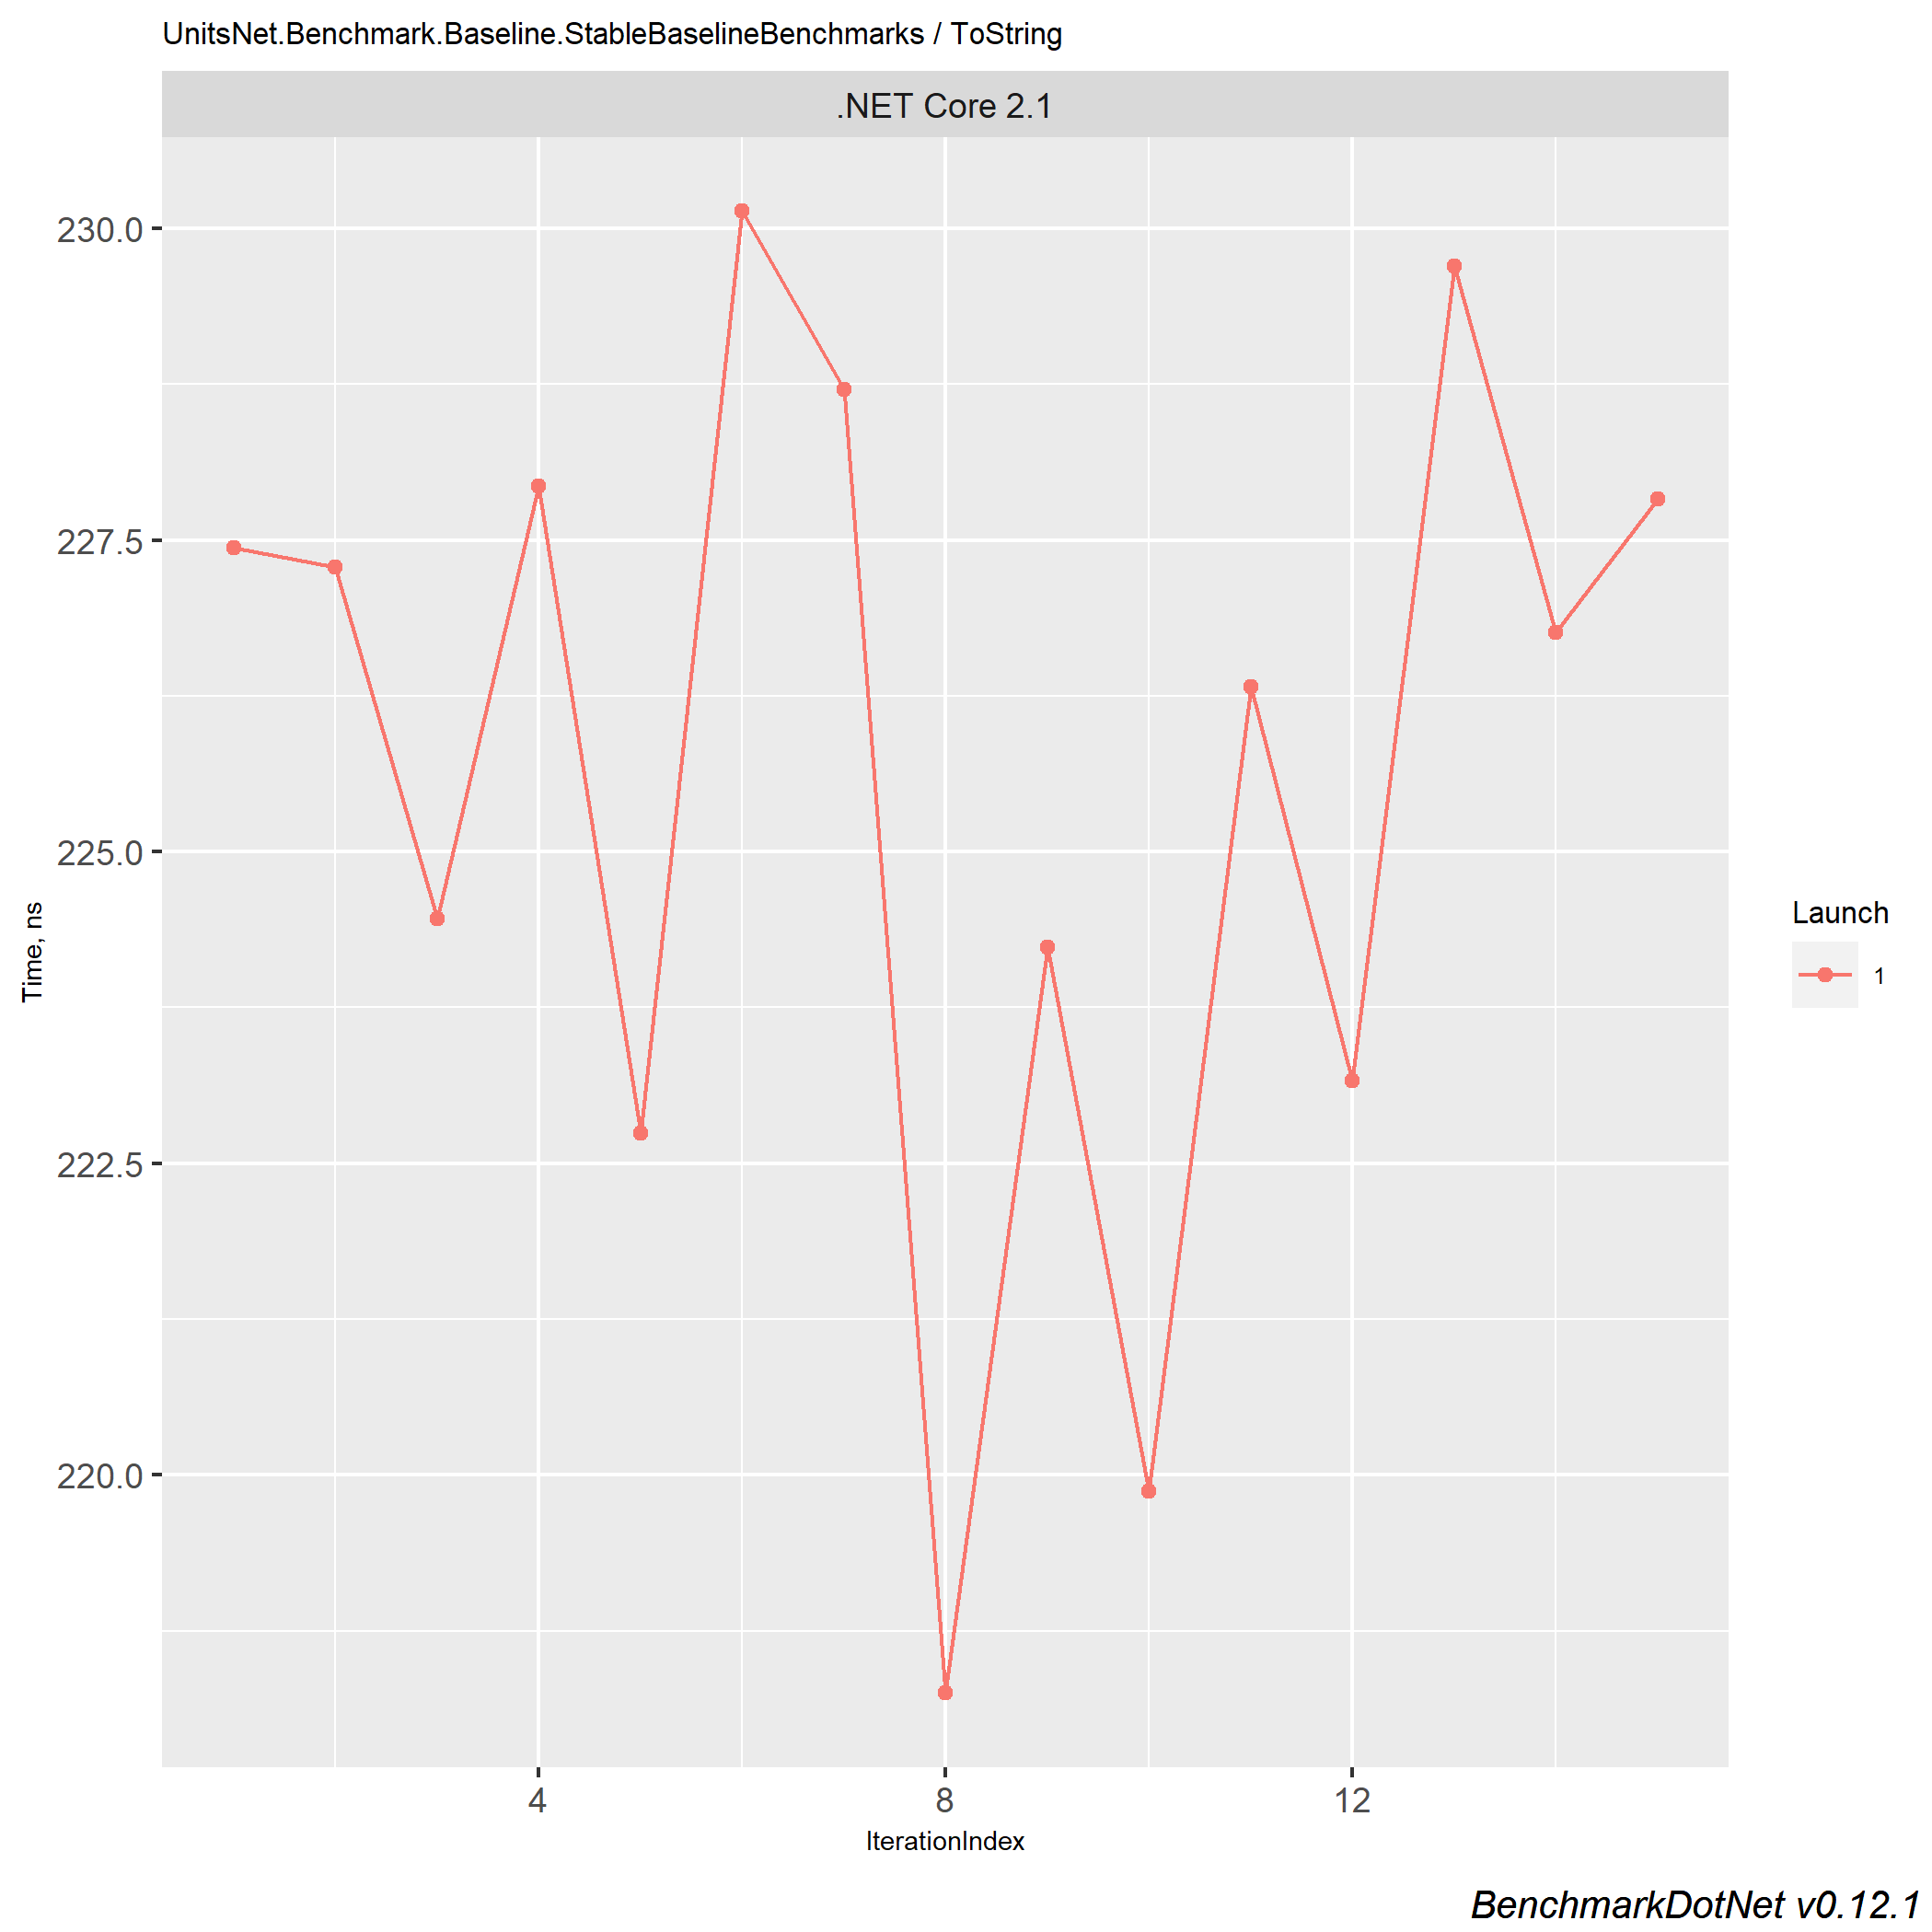 UnitsNet.Benchmark.Baseline.StableBaselineBenchmarks / ToString
.NET Core 2.1
230.0
227.5
225.0
222.5
220.0
Time, ns
4
8
12
IterationIndex
Launch
1
BenchmarkDotNet v0.12.1